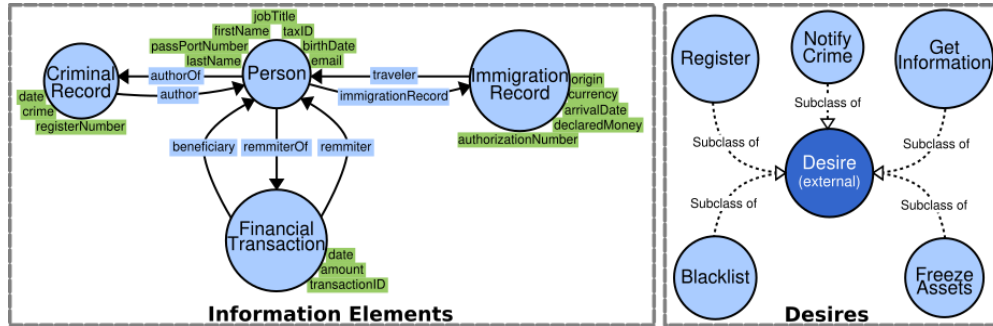 jobTitle
firstName
taxID
passPortNumber
birthDate
lastName
email
Criminal
Record
authorOf
author
Person
traveler
immigrationRecord
Immigration
Record
origin
currency
arrivalDate
declaredMoney
authorizationNumber
date
crime
registerNumber
beneficiary
remmiterOf
remmiter
Financial
Transaction
date
amount
transactionID
Information Elements
Register
Notify
Crime
Get
Information
Subclass of
Subclass of
Subclass of
Desire
(external)
Subclass of
Subclass of
Blacklist
Freeze
Assets
Desires